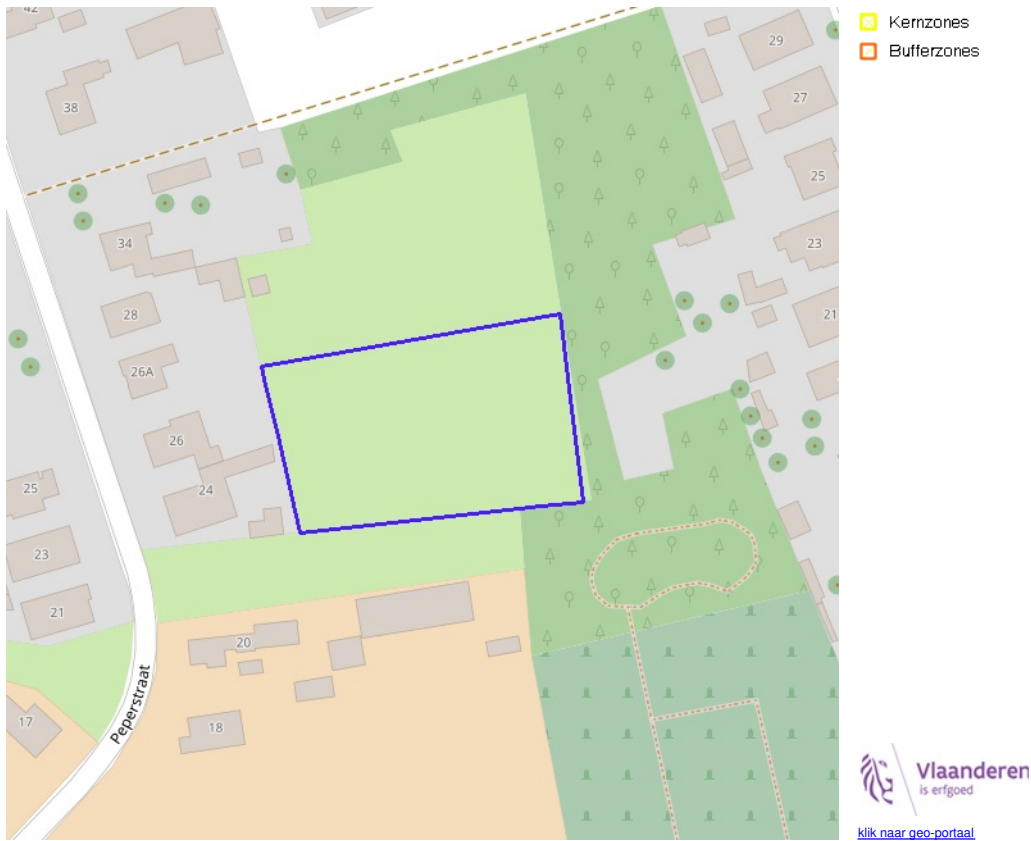 42
38
34
28
26A
26
24
25
23
21
17
20
18
Peperstraat
29
27
25
23
21
Kernzones
Bufferzones
Vlaanderen
is erfgoed
klik naar geo-portaal